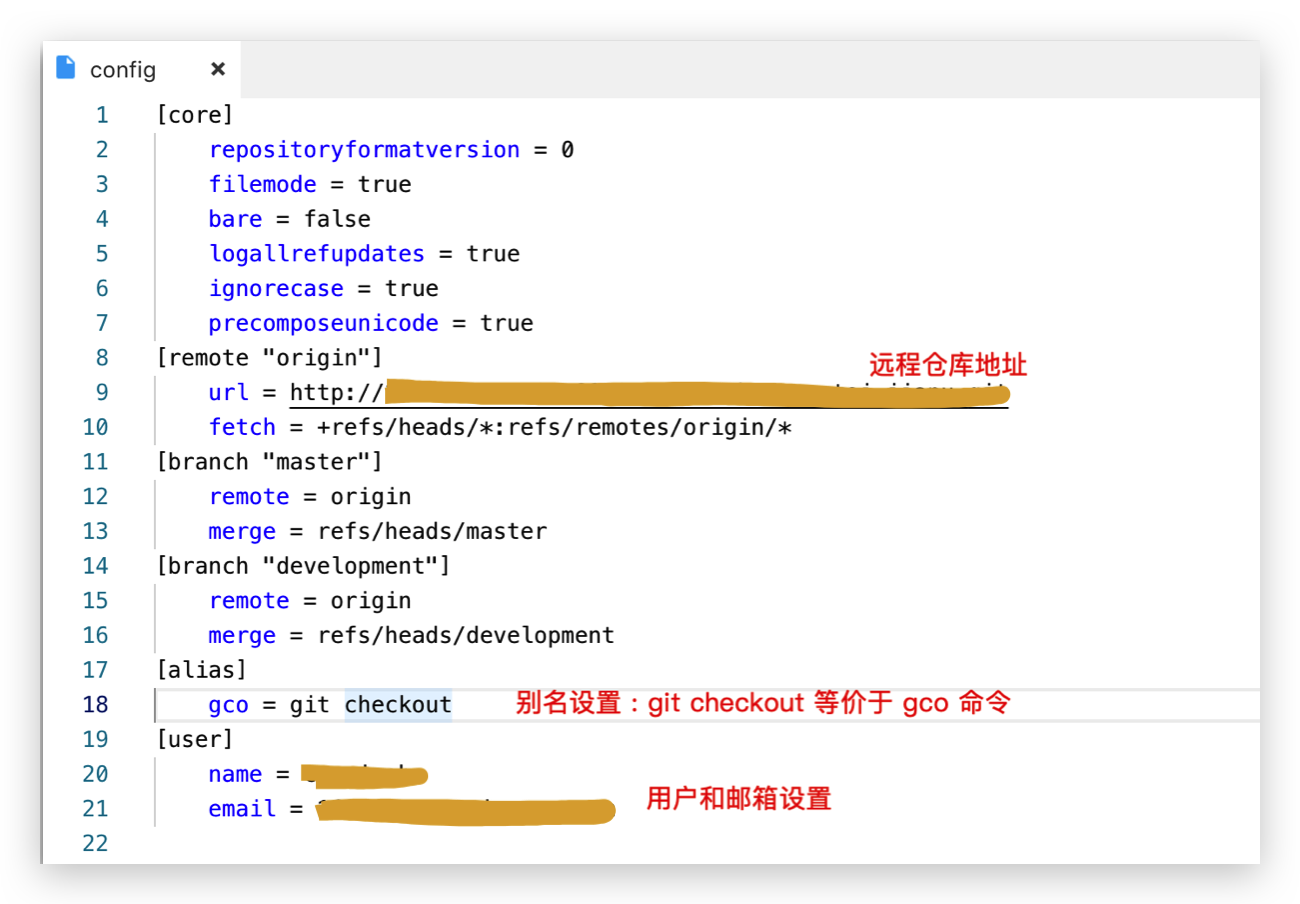 config ×
1 [core]
2 repositoryformatversion = 0
3 filemode = true
4 bare = false
5 logallrefupdates = true
6 ignorecase = true
7 precomposeunicode = true
8 [remote "origin"]
远程仓库地址
9 url = http://
10 fetch = +refs/heads/*:refs/remotes/origin/*
11 [branch "master"]
12 remote = origin
13 merge = refs/heads/master
14 [branch "development"]
15 remote = origin
16 merge = refs/heads/development
17 [alias]
18 gco = git checkout 别名设置：git checkout 等价于 gco 命令
19 [user]
20 name =
21 email = 用户和邮箱设置
22